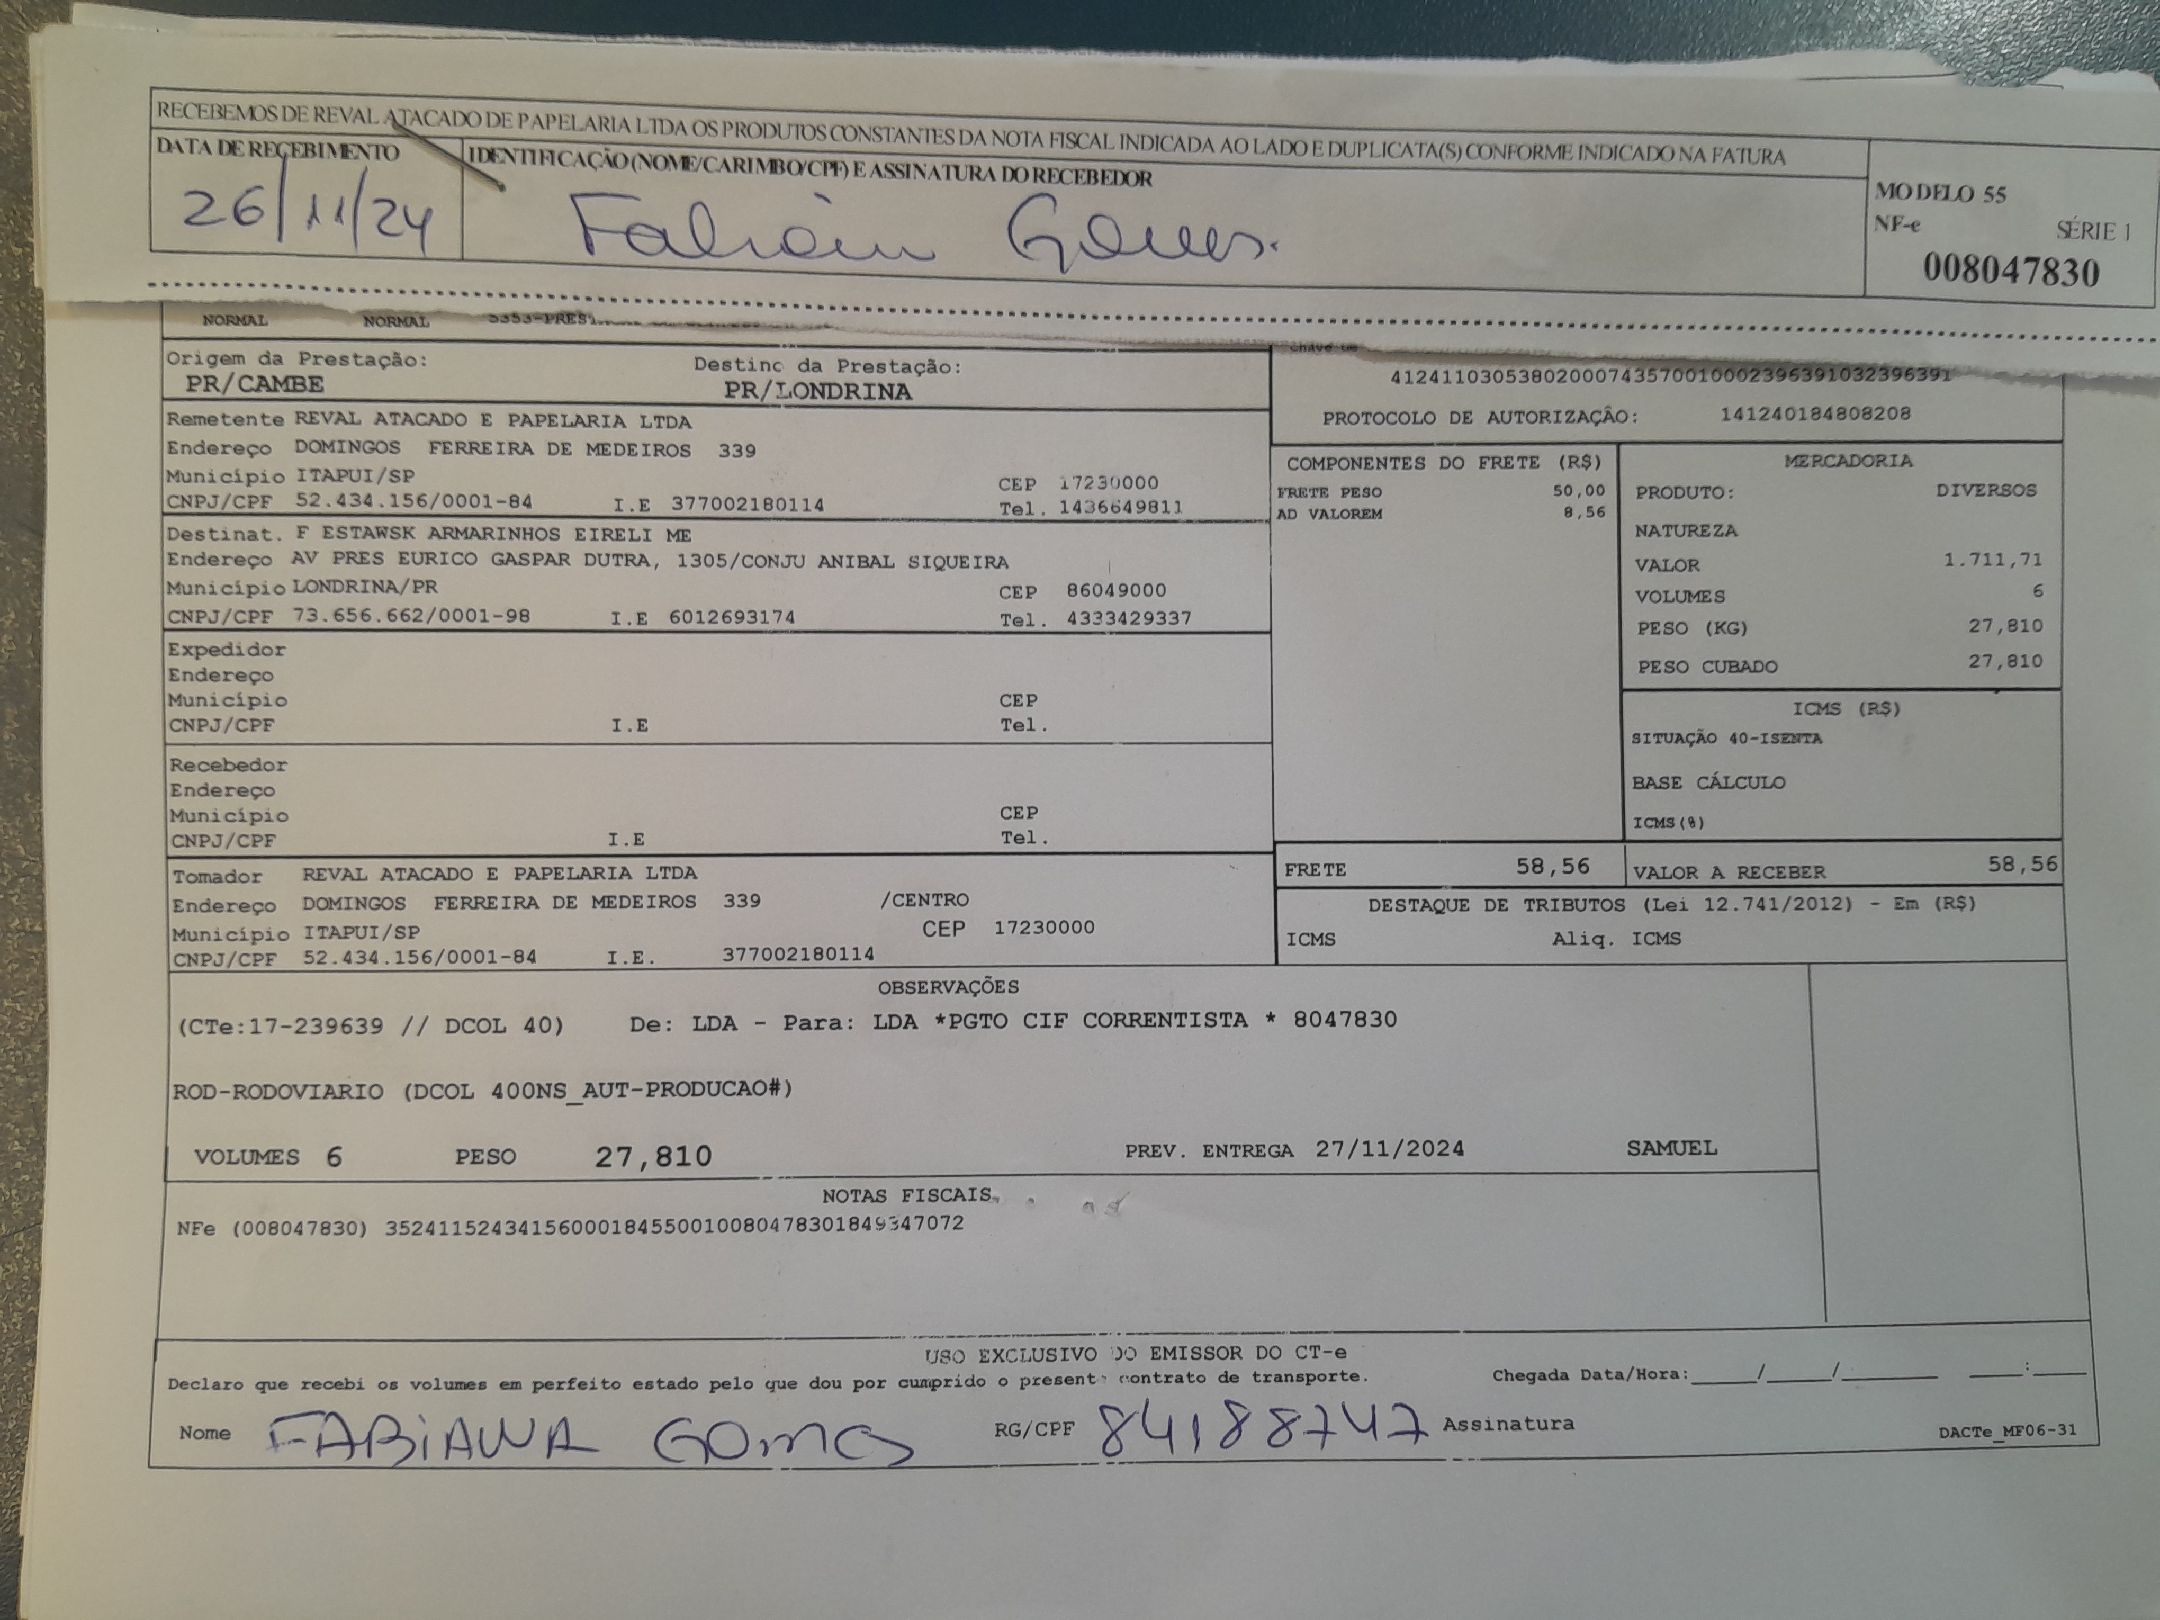 RECEBEMOS DE REVAL ATACADO DE PAPELARIA LTDA OS PRODUTOS CONSTANTES DA NOTA FISCAL INDICADA AO LADO E DUPLICATA(S) CONFORME INDICADO NA FATURA
DATA DE RECEBIMENTO
26/11/24
IDENTIFICAÇÃO (NOME/CARIMBO/CPF) E ASSINATURA DO RECEBEDOR
MODELO 55
NF-e SÉRIE 1
008047830
NORMAL NORMAL
Origem da Prestação: Destino da Prestação:
PR/CAMBE PR/LONDRINA
Remetente REVAL ATACADO E PAPELARIA LTDA
Endereço DOMINGOS FERREIRA DE MEDEIROS 339
Município ITAPUI/SP CEP 17230000
CNPJ/CPF 52.434.156/0001-84 I.E 377002180114 Tel. 1436649811
Destinat. F ESTAWSK ARMARINHOS EIRELI ME
Endereço AV PRES EURICO GASPAR DUTRA, 1305/CONJU ANIBAL SIQUEIRA
Município LONDRINA/PR CEP 86049000
CNPJ/CPF 73.656.662/0001-98 I.E 6012693174 Tel. 4333429337
Expedidor
Endereço
Município CEP
CNPJ/CPF I.E Tel.
Recebedor
Endereço
Município CEP
CNPJ/CPF I.E Tel.
Tomador REVAL ATACADO E PAPELARIA LTDA
Endereço DOMINGOS FERREIRA DE MEDEIROS 339 /CENTRO
Município ITAPUI/SP CEP 17230000
CNPJ/CPF 52.434.156/0001-84 I.E. 377002180114
41241103053802000743570010002396391032396391
PROTOCOLO DE AUTORIZAÇÃO: 141240184808208
COMPONENTES DO FRETE (R$)
FRETE PESO 50,00
AD VALOREM 8,56
MERCADORIA
PRODUTO: DIVERSOS
NATUREZA
VALOR 1.711,71
VOLUMES 6
PESO (KG) 27,810
PESO CUBADO 27,810
ICMS (R$)
SITUAÇÃO 40-ISENTA
BASE CÁLCULO
ICMS(%)
FRETE 58,56 VALOR A RECEBER 58,56
DESTAQUE DE TRIBUTOS (Lei 12.741/2012) - Em (R$)
ICMS Aliq. ICMS
OBSERVAÇÕES
(CTe:17-239639 // DCOL 40) De: LDA - Para: LDA *PGTO CIF CORRENTISTA * 8047830
ROD-RODOVIARIO (DCOL 400NS_AUT-PRODUCAO#)
VOLUMES 6 PESO 27,810 PREV. ENTREGA 27/11/2024 SAMUEL
NOTAS FISCAIS
NFe (008047830) 35241152434156000184550010080478301849347072
USO EXCLUSIVO DO EMISSOR DO CT-e
Declaro que recebi os volumes em perfeito estado pelo que dou por cumprido o presente contrato de transporte. Chegada Data/Hora:____/____/______ ___:___
Nome FABIANA GOMES RG/CPF 84188747 Assinatura
DACTe_MF06-31